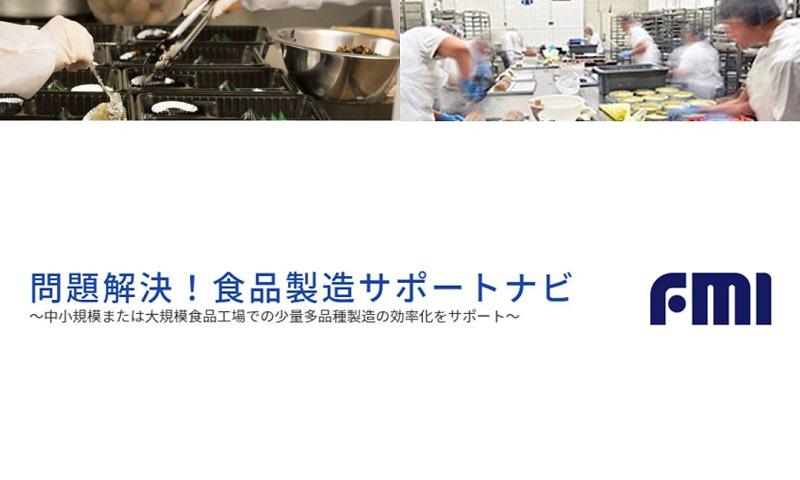 問題解決！食品製造サポートナビ
～中小規模または大規模食品工場での少量多品種製造の効率化をサポート～
FMI